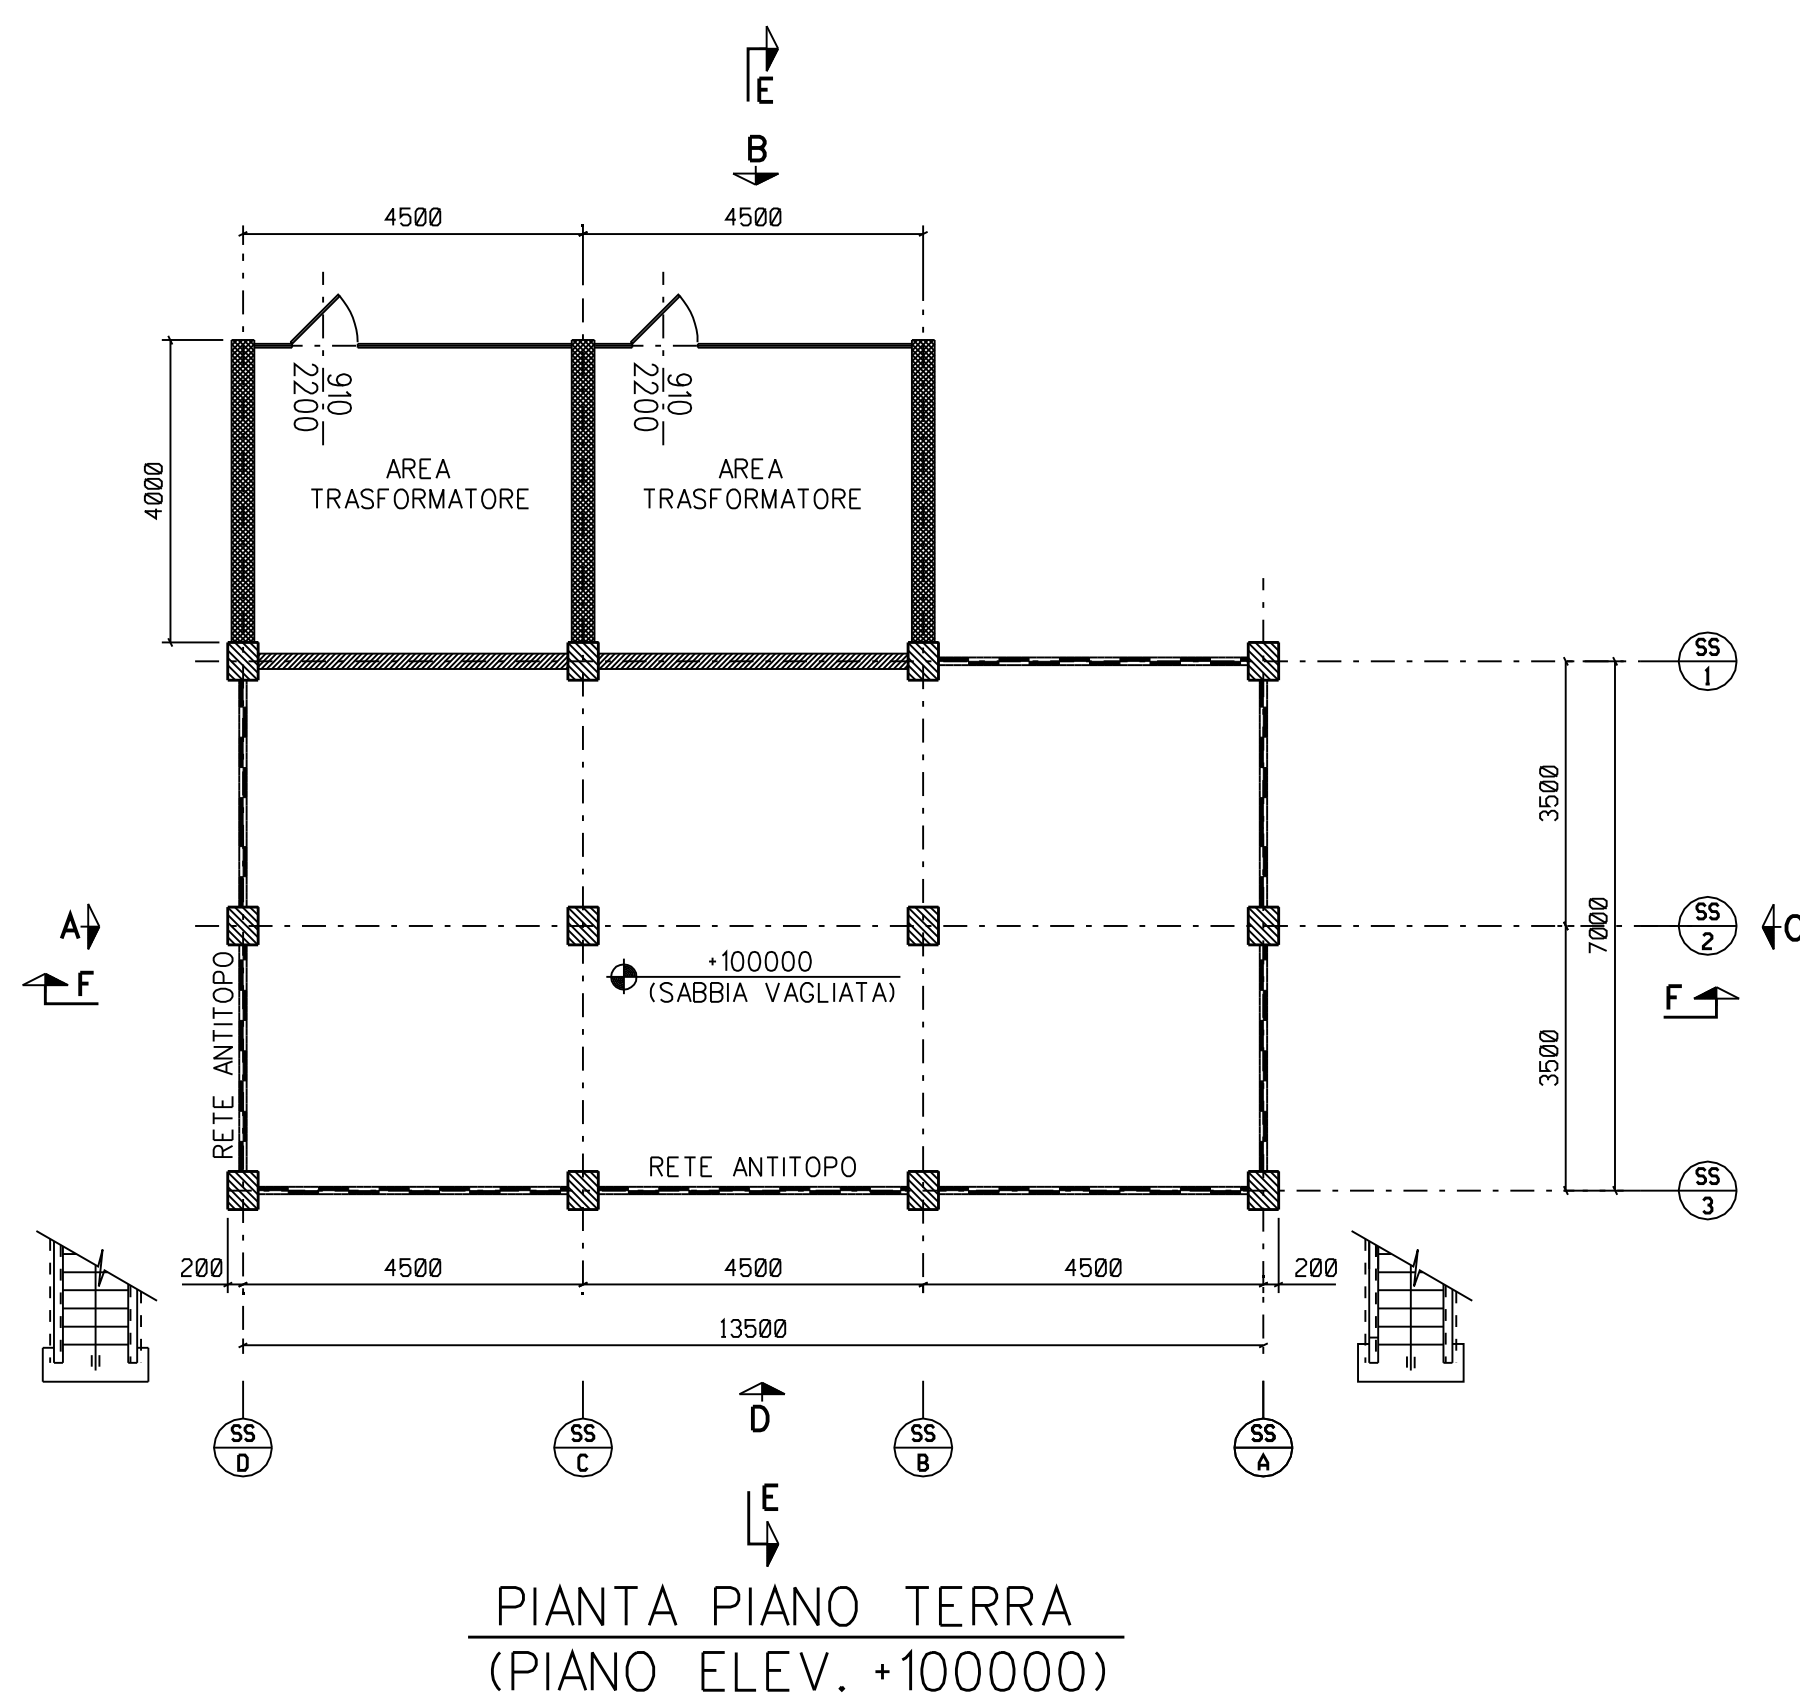 E
B
4500 4500
910
2200
910
2200
AREA
TRASFORMATORE
AREA
TRASFORMATORE
4000
SS
1
3500
7000
A
SS
2
C
+100000
(SABBIA VAGLIATA)
F
F
RETE ANTITOPO
3500
RETE ANTITOPO
SS
3
200 4500 4500 4500 200
13500
D
SS
D
SS
C
SS
B
SS
A
E
PIANTA PIANO TERRA
(PIANO ELEV. +100000)